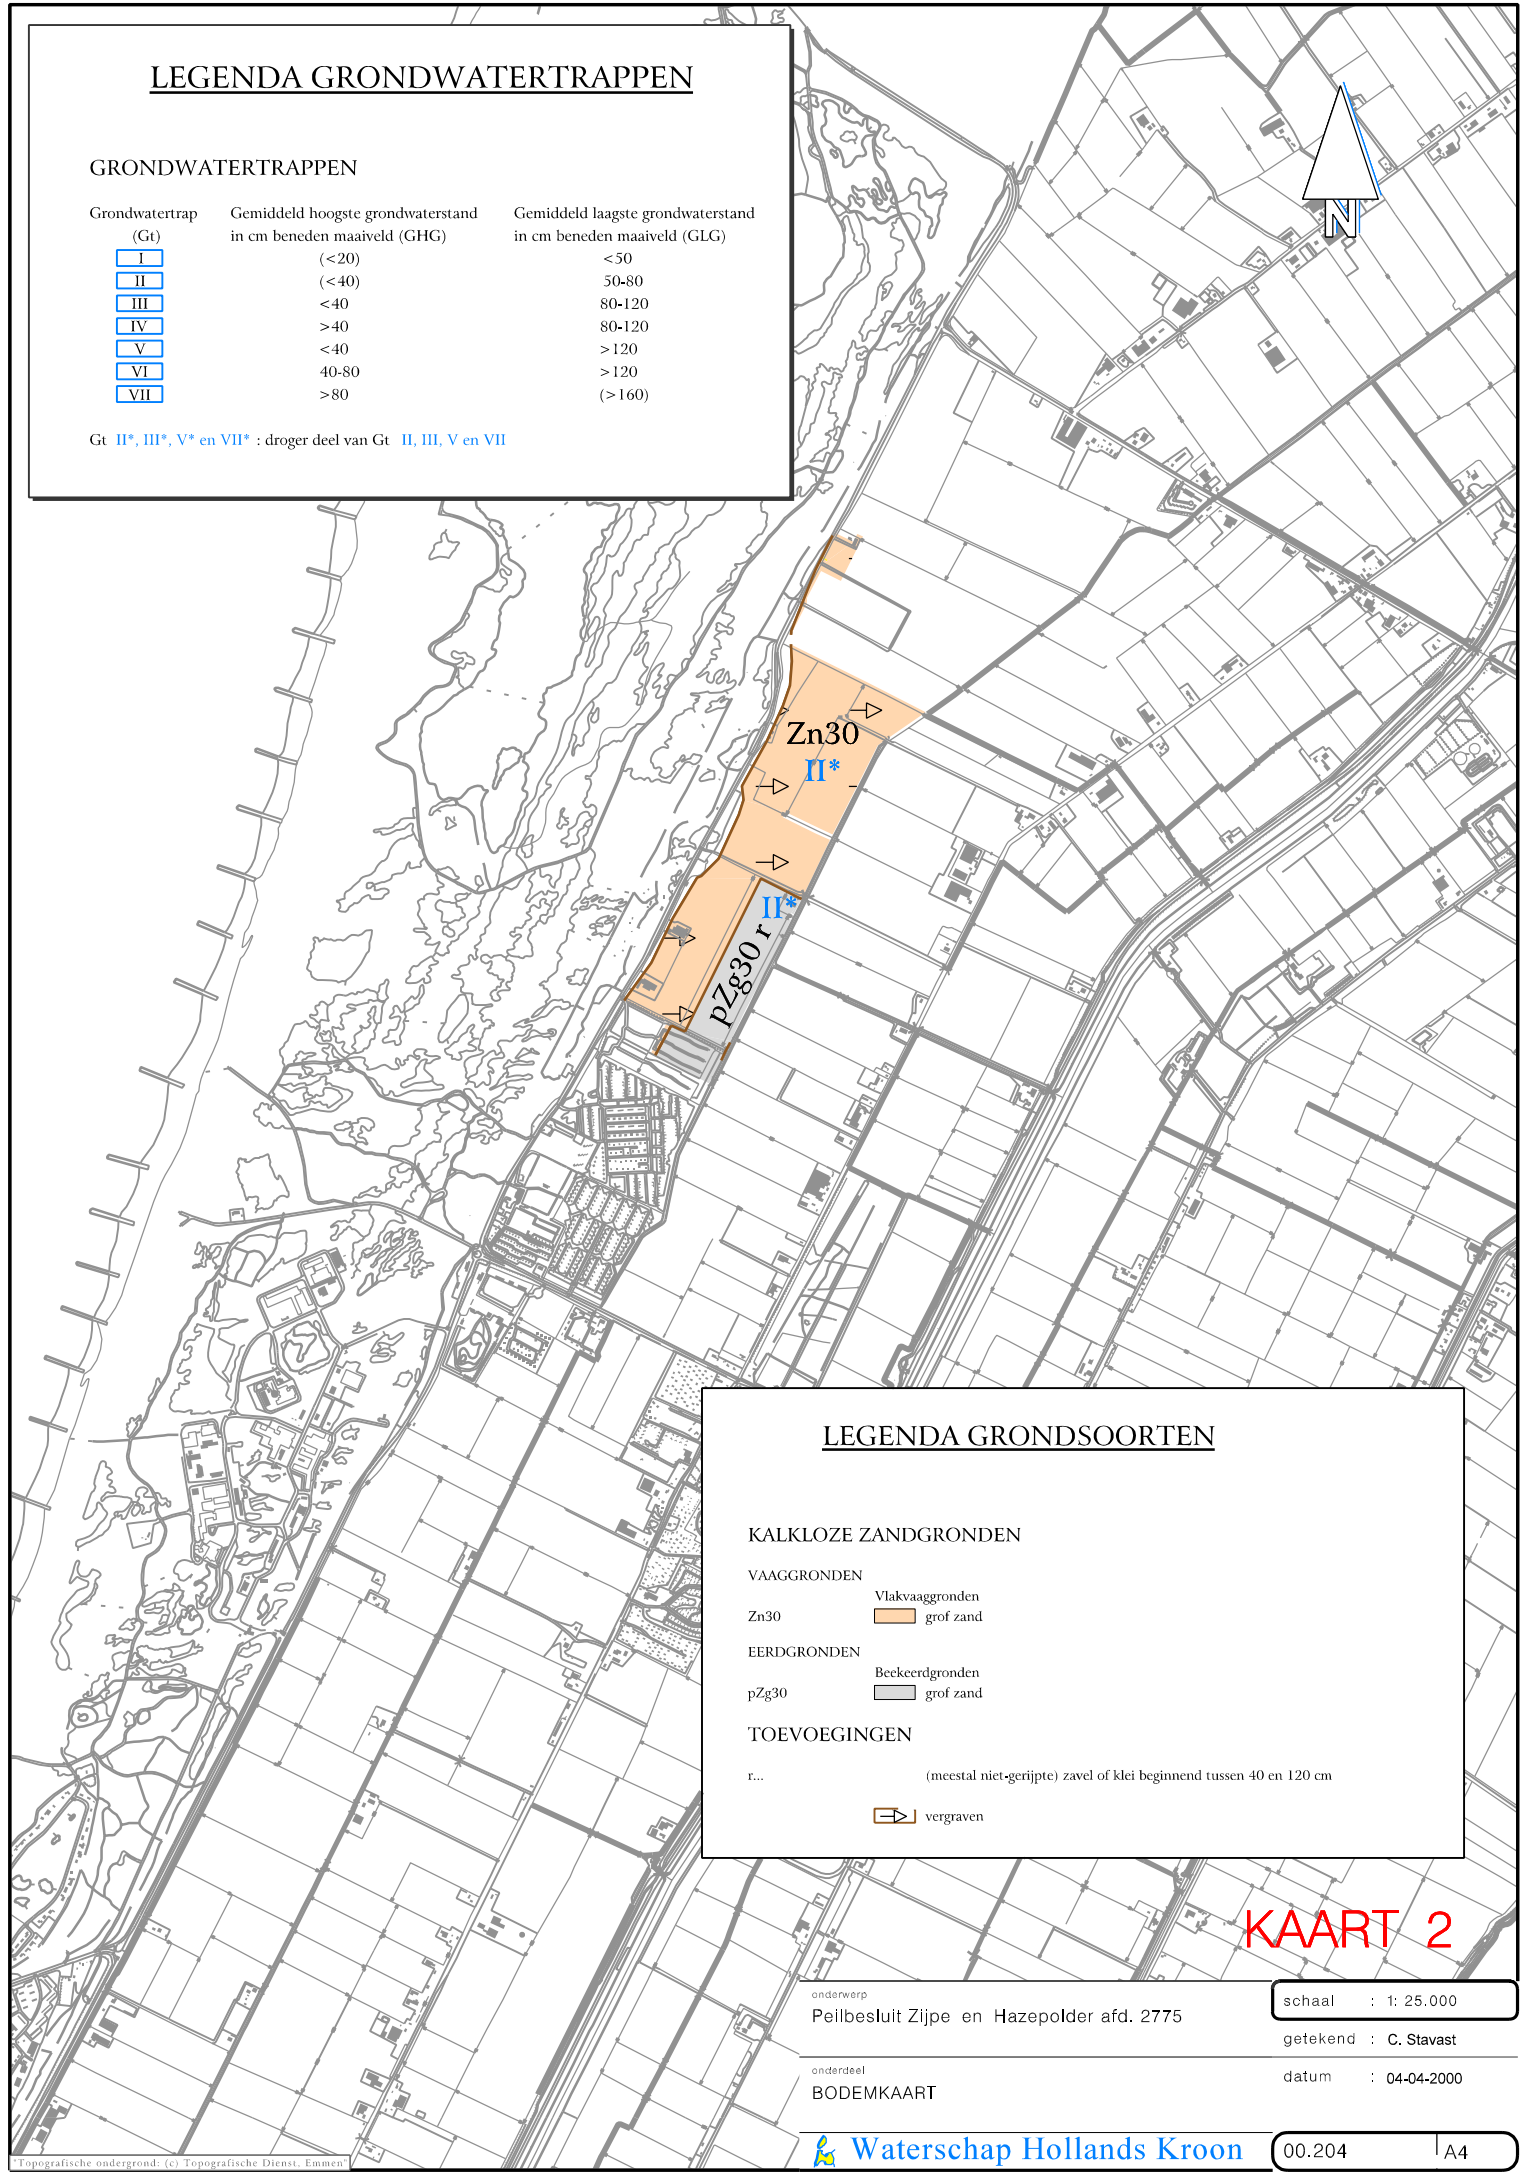 LEGENDA GRONDWATERTRAPPEN
GRONDWATERTRAPPEN
Grondwatertrap Gemiddeld hoogste grondwaterstand Gemiddeld laagste grondwaterstand
(Gt) in cm beneden maaiveld (GHG) in cm beneden maaiveld (GLG)
I (<20) <50
II (<40) 50-80
III <40 80-120
IV >40 80-120
V <40 >120
VI 40-80 >120
VII >80 (>160)
Gt II*, III*, V* en VII* : droger deel van Gt II, III, V en VII
N
Zn30
II*
II*
pZg30 r
LEGENDA GRONDSOORTEN
KALKLOZE ZANDGRONDEN
VAAGGRONDEN
Vlakvaaggronden
Zn30 grof zand
EERDGRONDEN
Beekeerdgronden
pZg30 grof zand
TOEVOEGINGEN
r... (meestal niet-gerijpte) zavel of klei beginnend tussen 40 en 120 cm
vergraven
KAART 2
onderwerp
Peilbesluit Zijpe en Hazepolder afd. 2775
schaal : 1: 25.000
getekend : C. Stavast
onderdeel
BODEMKAART
datum : 04-04-2000
Waterschap Hollands Kroon
00.204 A4
"Topografische ondergrond: (c) Topografische Dienst, Emmen"